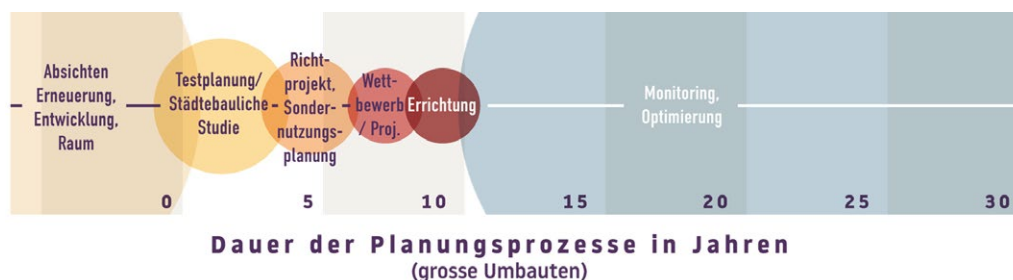 Absichten
Erneuerung,
Entwicklung,
Raum
Testplanung/
Städtebauliche
Studie
Richt-
projekt,
Sonder-
nutzungs-
planung
Wett-
bewerb
/ Proj.
Errichtung
Monitoring,
Optimierung
0 5 10 15 20 25 30
Dauer der Planungsprozesse in Jahren
(grosse Umbauten)